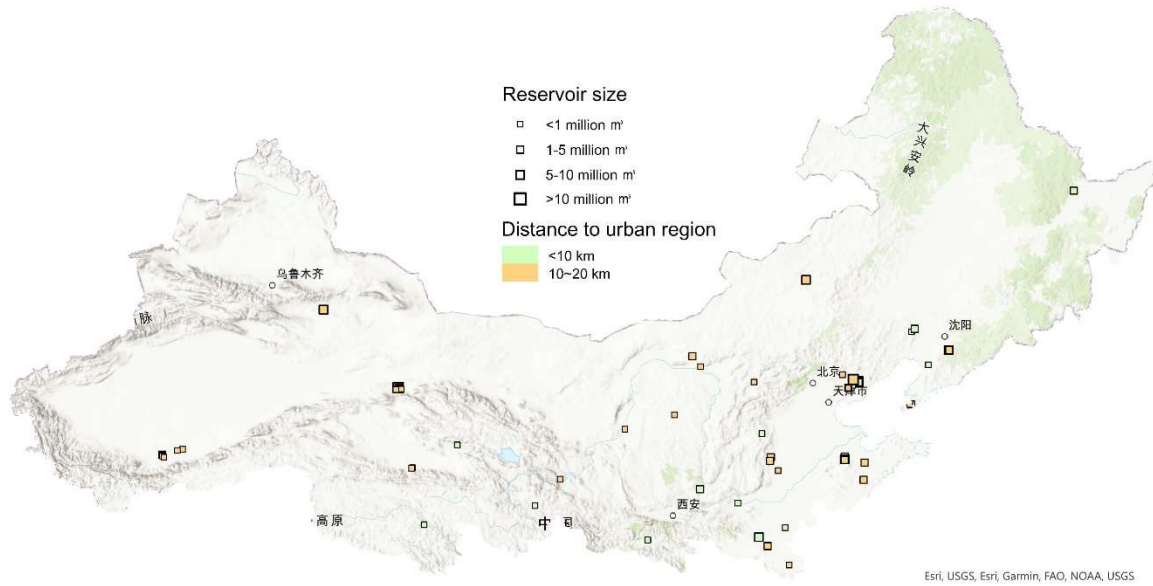 Reservoir size
<1 million m³
1-5 million m³
5-10 million m³
>10 million m³
Distance to urban region
<10 km
10~20 km
大兴安岭
乌鲁木齐
脉
沈阳
北京
天津市
西安
高原
中
Esri, USGS, Esri, Garmin, FAO, NOAA, USGS